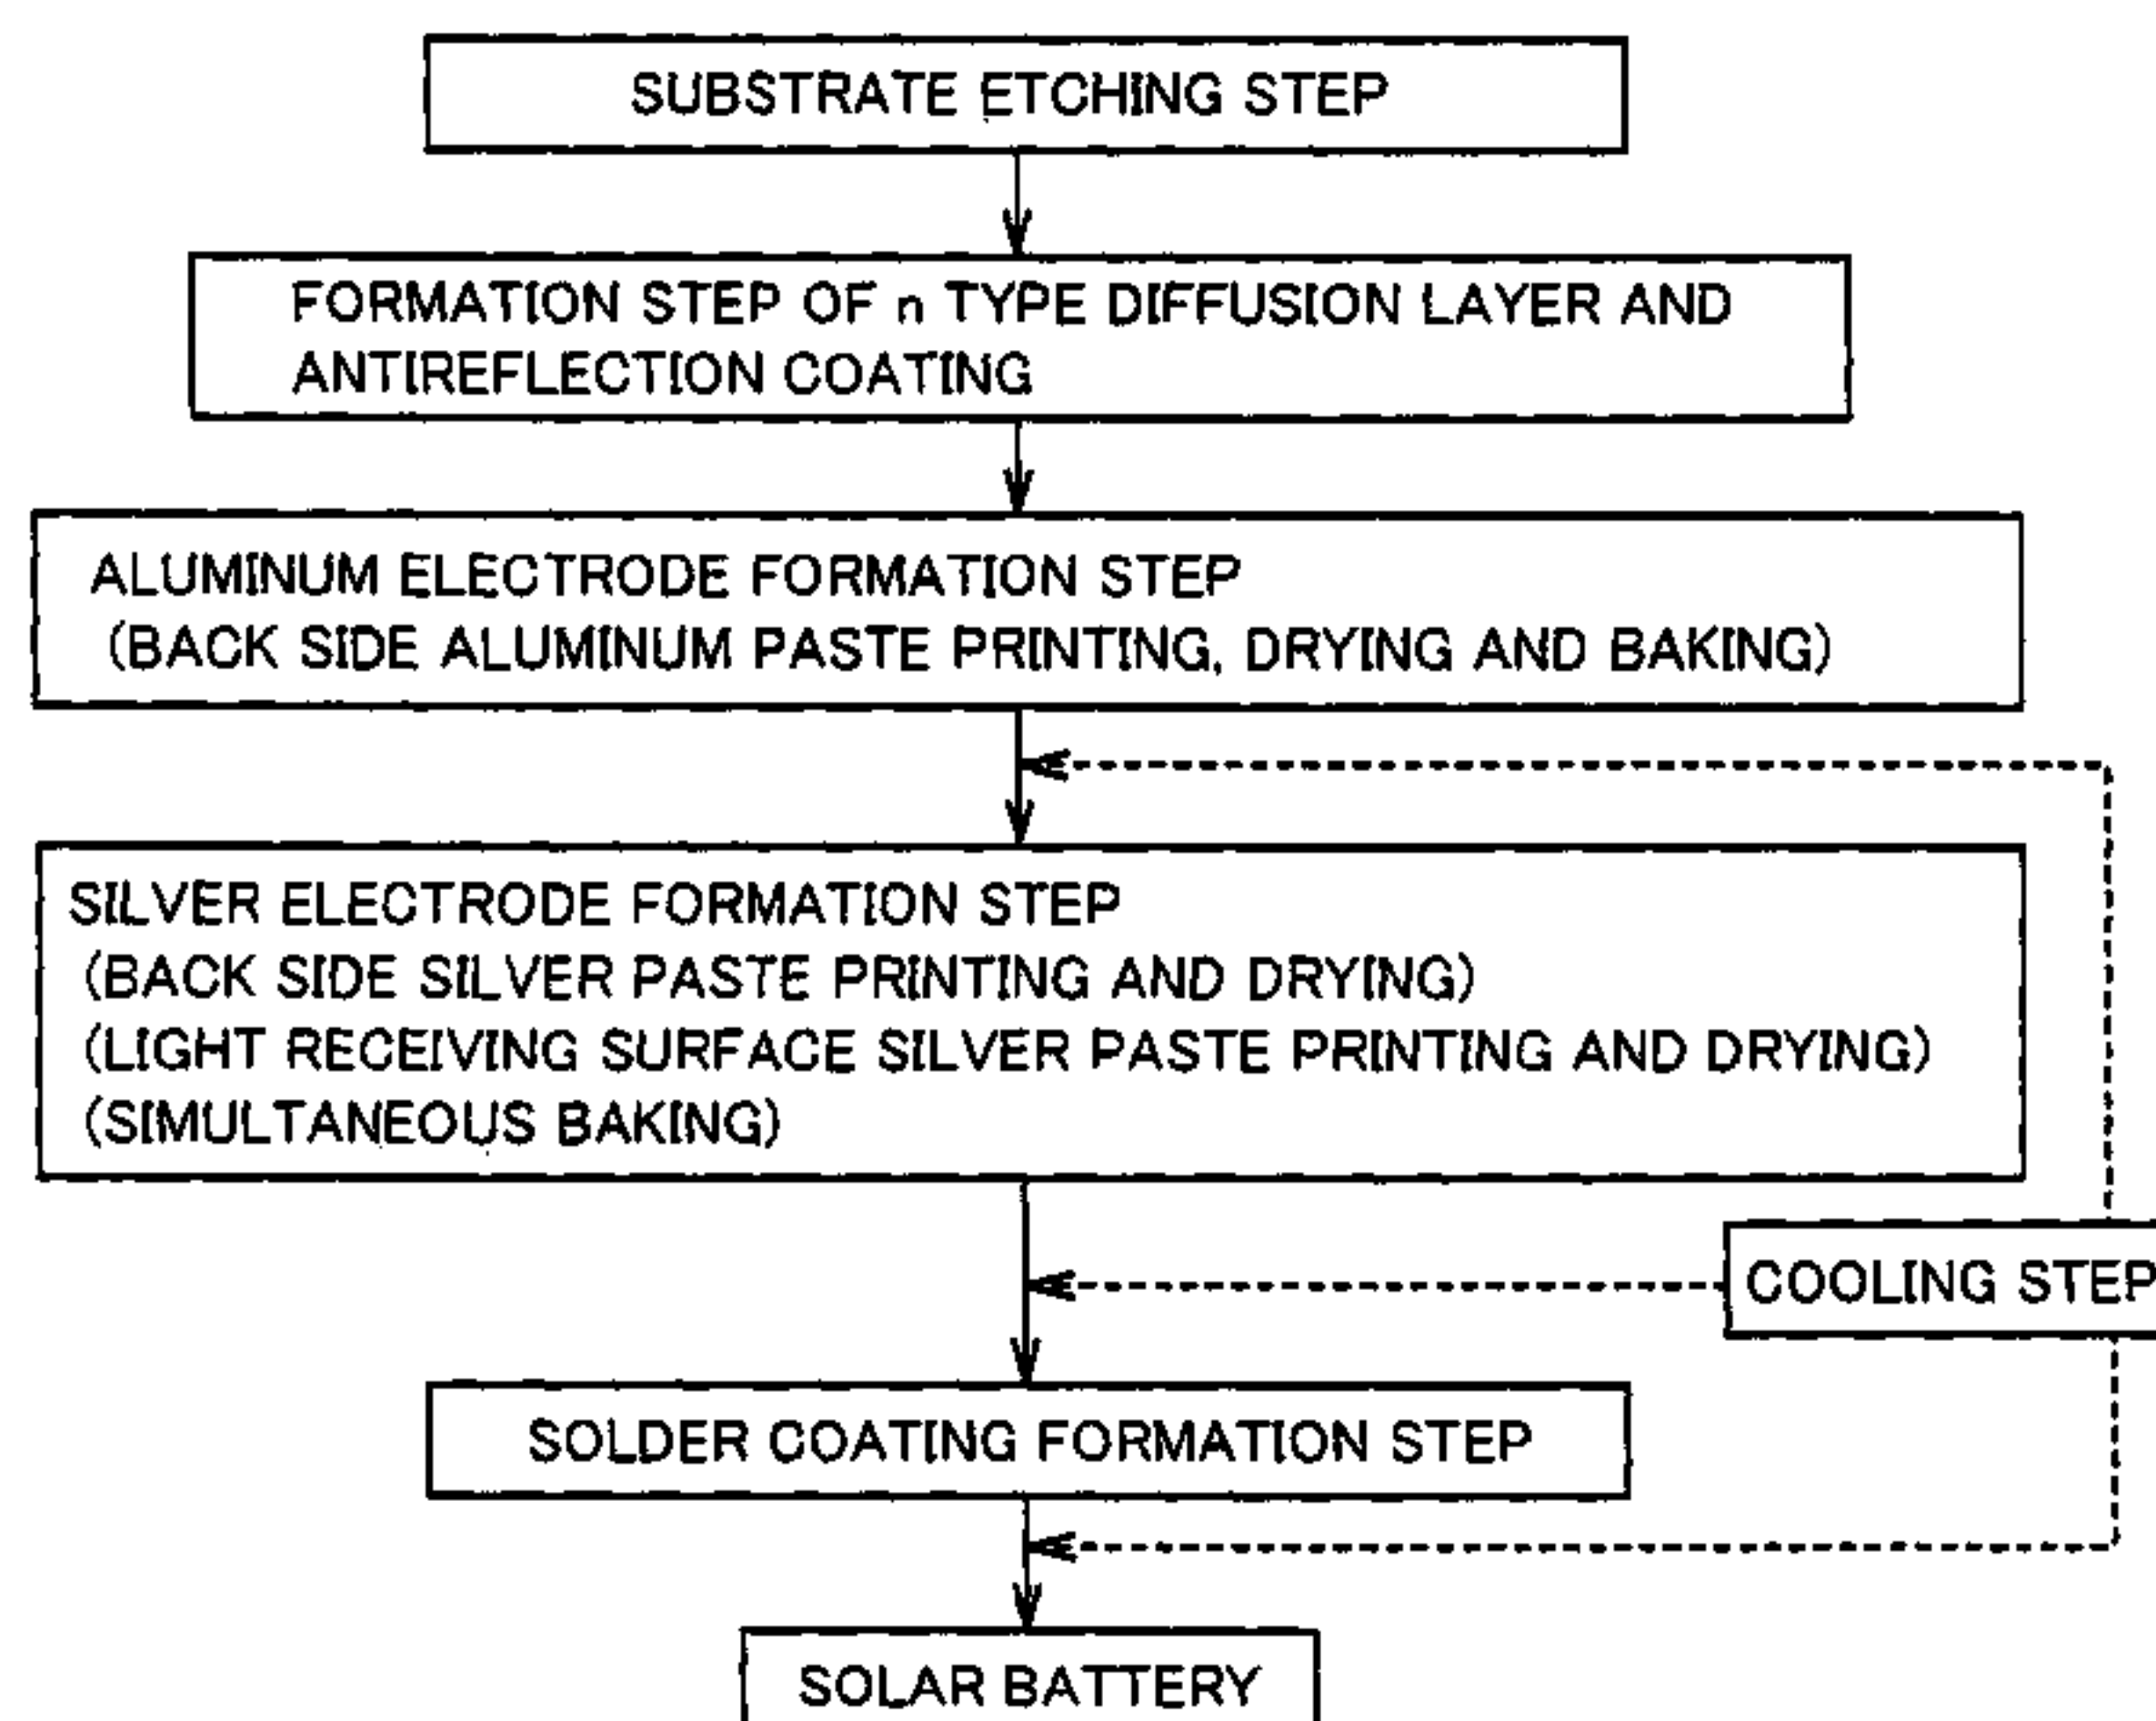 SUBSTRATE ETCHING STEP
FORMATION STEP OF n TYPE DIFFUSION LAYER AND
ANTIREFLECTION COATING
ALUMINUM ELECTRODE FORMATION STEP
(BACK SIDE ALUMINUM PASTE PRINTING, DRYING AND BAKING)
SILVER ELECTRODE FORMATION STEP
(BACK SIDE SILVER PASTE PRINTING AND DRYING)
(LIGHT RECEIVING SURFACE SILVER PASTE PRINTING AND DRYING)
(SIMULTANEOUS BAKING)
COOLING STEP
SOLDER COATING FORMATION STEP
SOLAR BATTERY